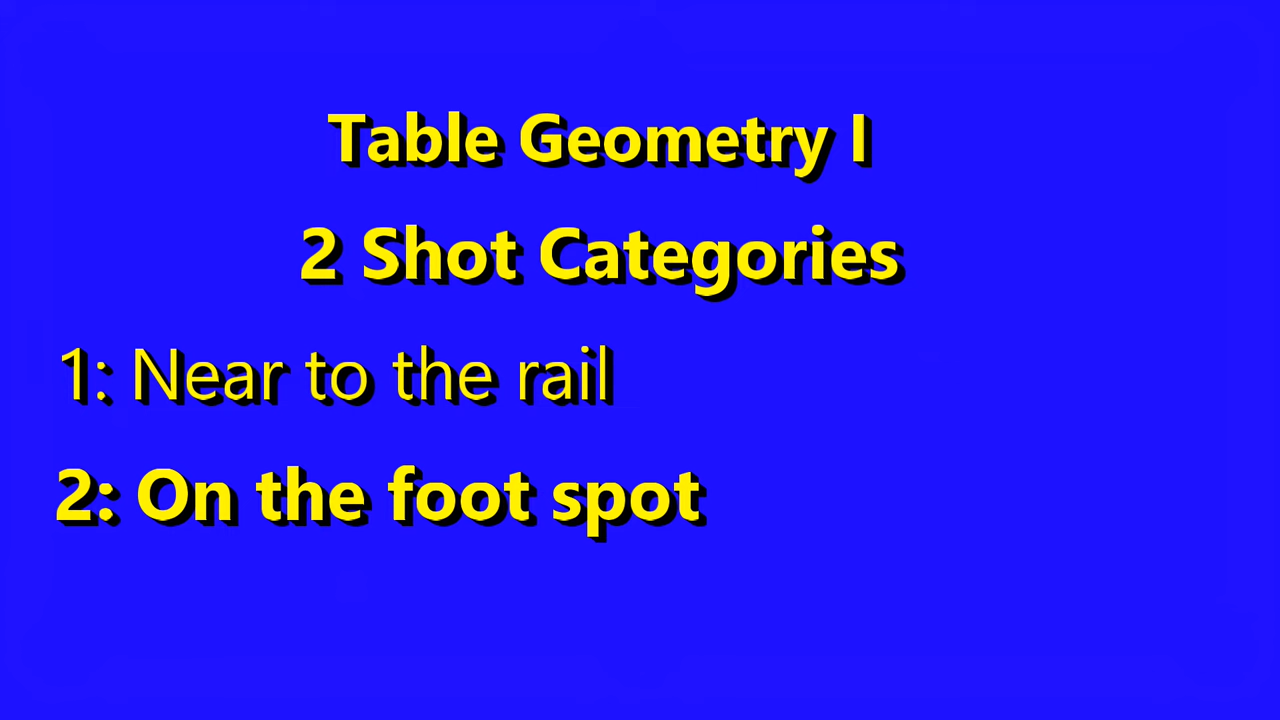 Table Geometry I
2 Shot Categories
1: Near to the rail
2: On the foot spot